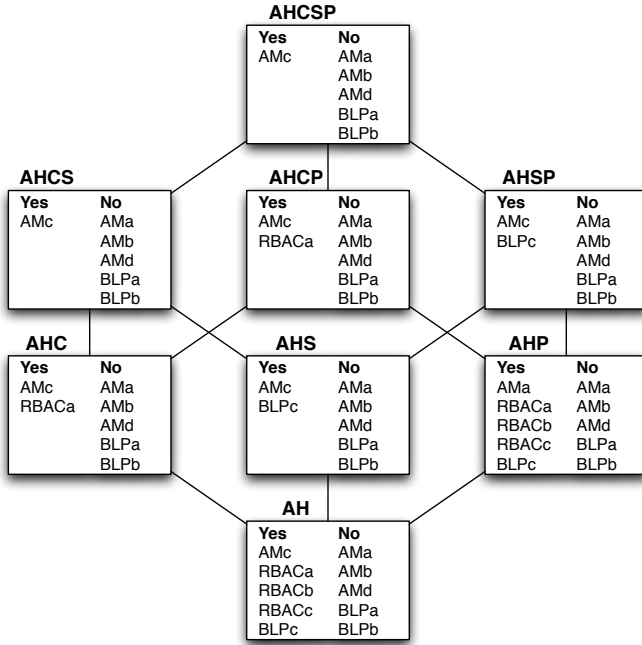 AHCSP
Yes No
AMc AMa
AMb
AMd
BLPa
BLPb
AHCS
Yes No
AMc AMa
AMb
AMd
BLPa
BLPb
AHCP
Yes No
AMc AMa
RBACa AMb
AMd
BLPa
BLPb
AHSP
Yes No
AMc AMa
BLPc AMb
AMd
BLPa
BLPb
AHC
Yes No
AMc AMa
RBACa AMb
AMd
BLPa
BLPb
AHS
Yes No
AMc AMa
BLPc AMb
AMd
BLPa
BLPb
AHP
Yes No
AMa AMa
RBACa AMb
RBACb AMd
RBACc BLPa
BLPc BLPb
AH
Yes No
AMc AMa
RBACa AMb
RBACb AMd
RBACc BLPa
BLPc BLPb